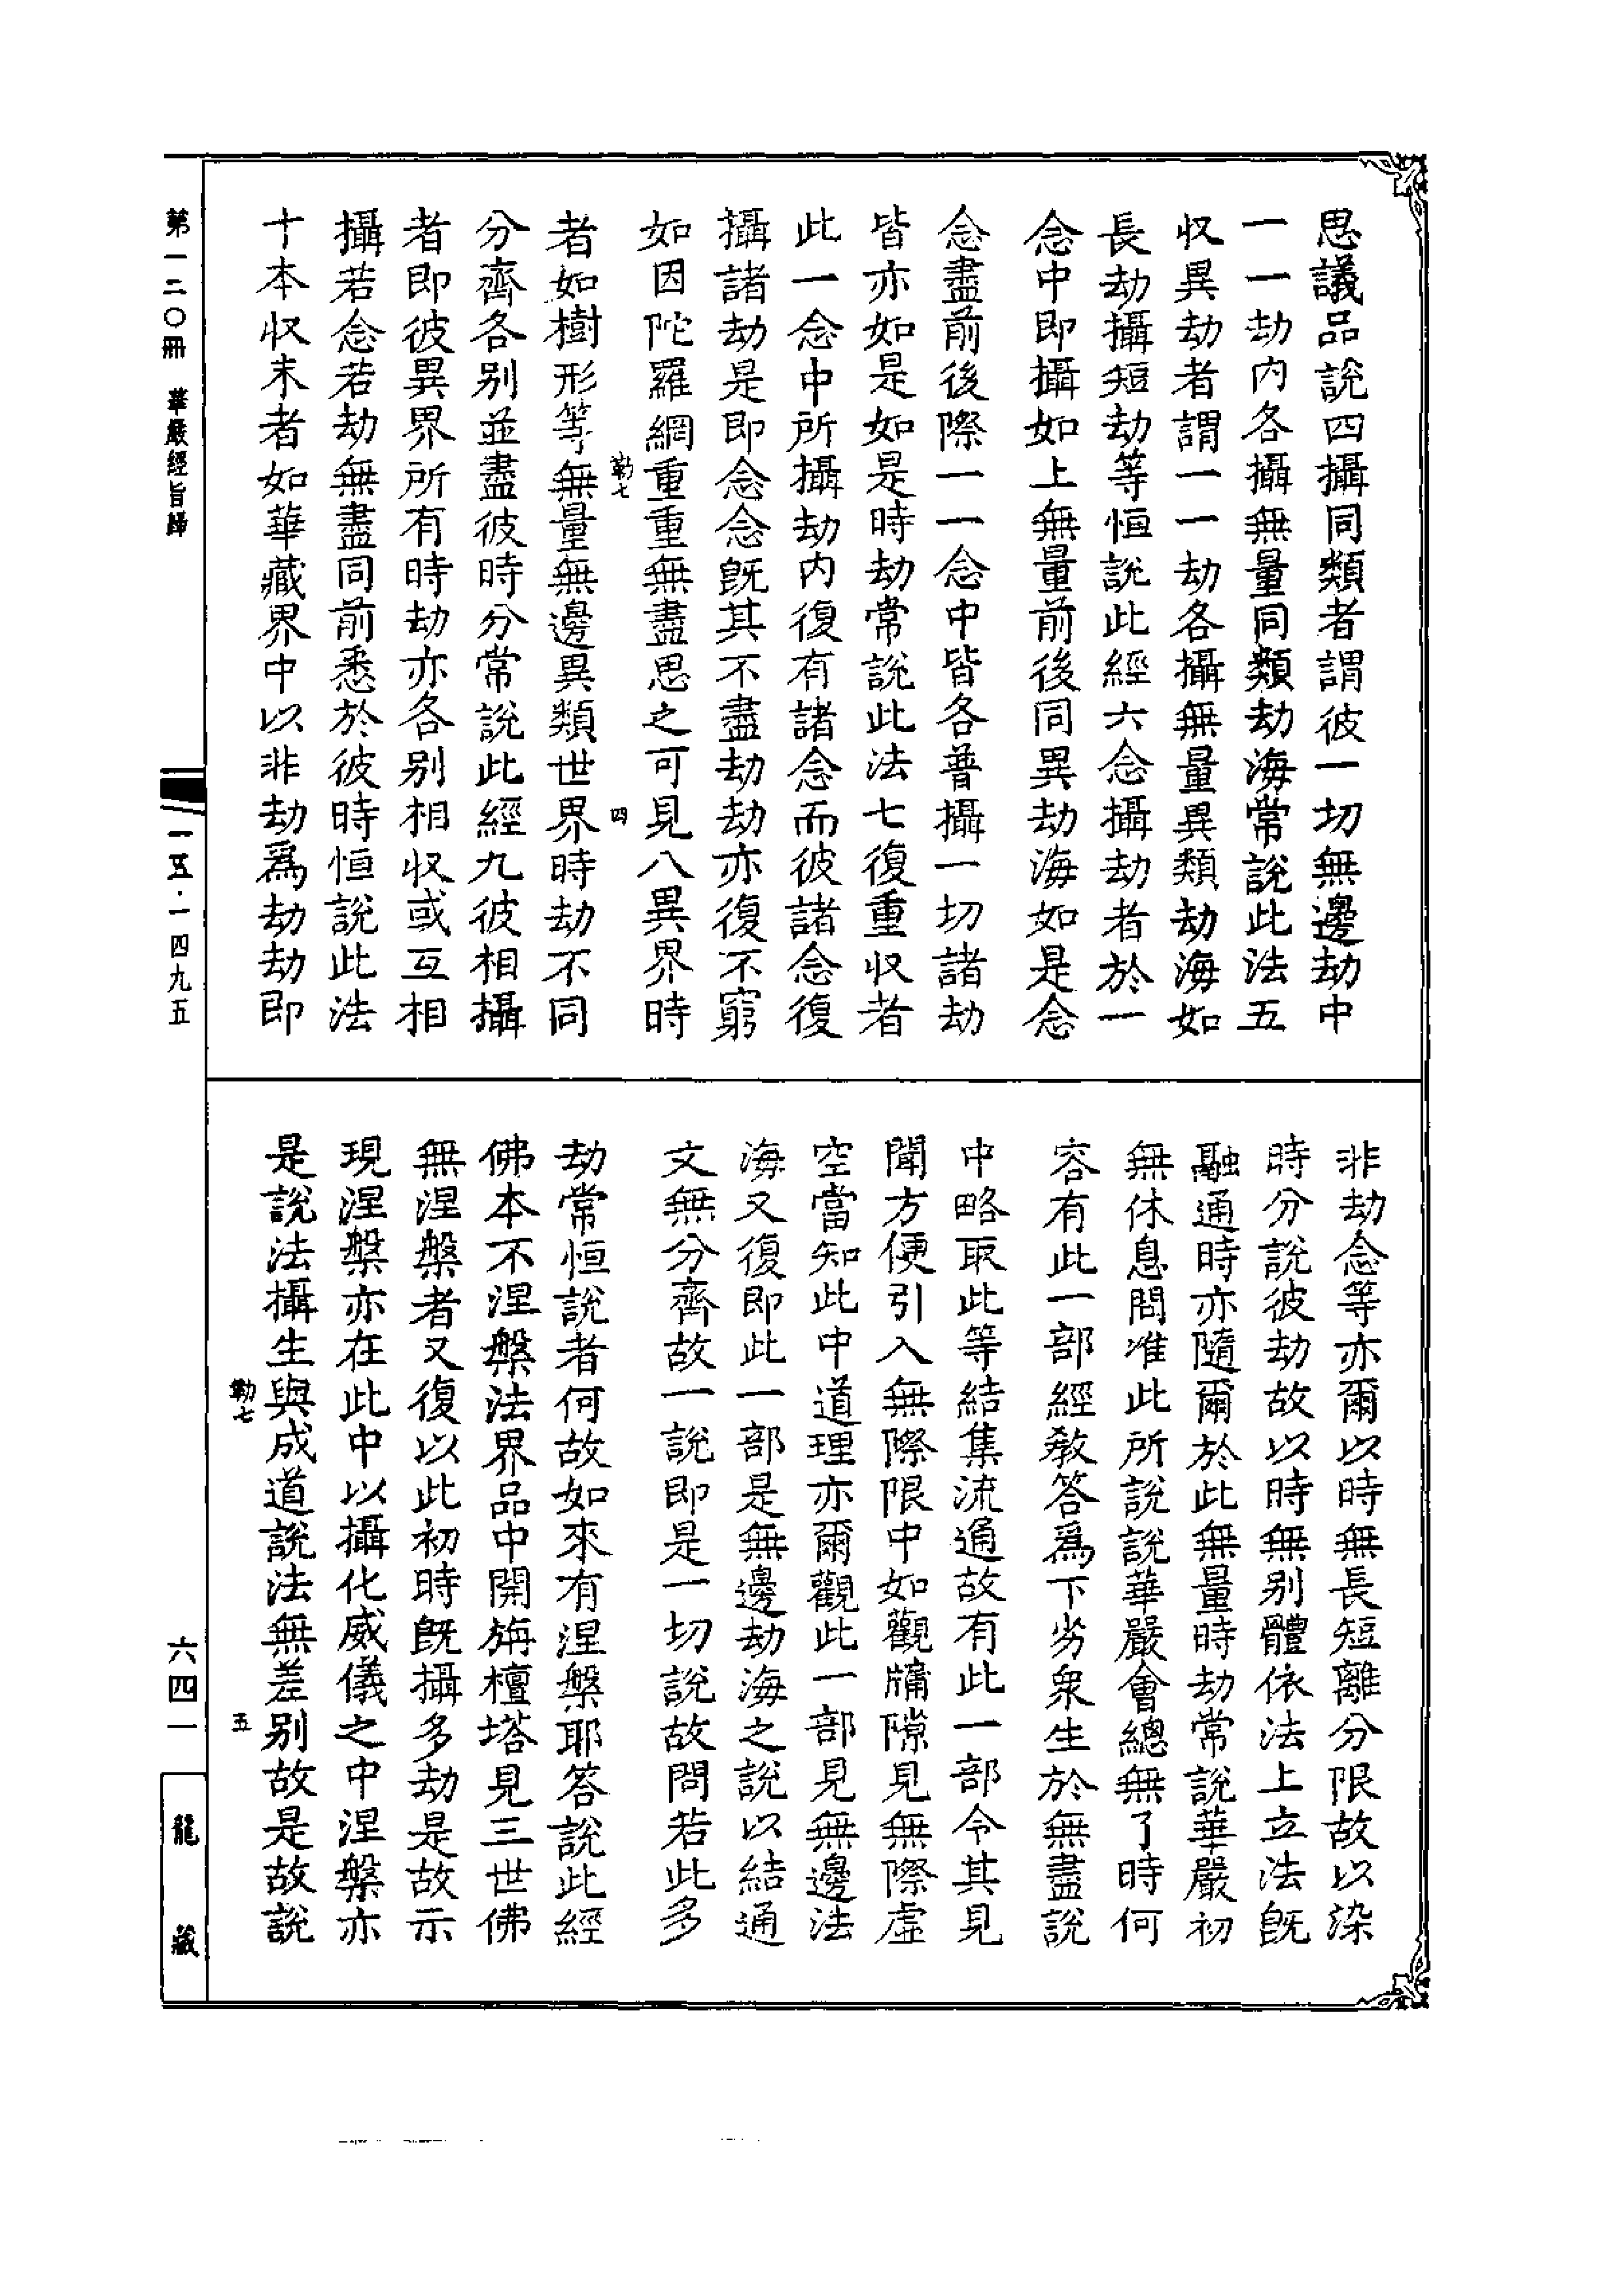 思議品說四攝同類者謂彼一切無邊劫中
一一劫内各攝無量同類劫海常說此法五
収異劫者謂一一劫各攝無量異類劫海如
長劫攝短劫等恒說此經六念攝劫者於一
念中即攝如上無量前後同異劫海如是念
念盡前後際一一念中皆各普攝一切諸劫
皆亦如是如是時劫常說此法七復重収者
此一念中所攝劫内復有諸念而彼諸念復
攝諸劫是即念念旣其不盡劫劫亦復不窮
如因陀羅網重重無盡思之可見八異界時
勒七
四
者如樹形等無量無邊異類世界時劫不同
分齊各别並盡彼時分常說此經九彼相攝
者即彼異界所有時劫亦各别相収或互相
攝若念若劫無盡同前悉於彼時恒說此法
十本収末者如華藏界中以非劫爲劫劫即
非劫念等亦爾以時無長短離分限故以染
時分說彼劫故以時無别體依法上立法旣
融通時亦隨爾於此無量時劫常說華嚴初
無休息問准此所說說華嚴會總無了時何
容有此一部經教答爲下劣衆生於無盡說
中略取此等結集流通故有此一部令其見
聞方便引入無際限中如觀牗隙見無際虛
空當知此中道理亦爾觀此一部見無邊法
海又復即此一部是無邊劫海之說以結通
文無分齊故一說即是一切說故問若此多
劫常恒說者何故如來有涅槃耶答說此經
佛本不涅槃法界品中開栴檀塔見三世佛
無涅槃者又復以此初時旣攝多劫是故示
現涅槃亦在此中以攝化威儀之中涅槃亦
是說法攝生與成道說法無差别故是故說
勒七
五
第一二〇冊 華嚴經旨歸
一五·一四九五
六四一
龍藏